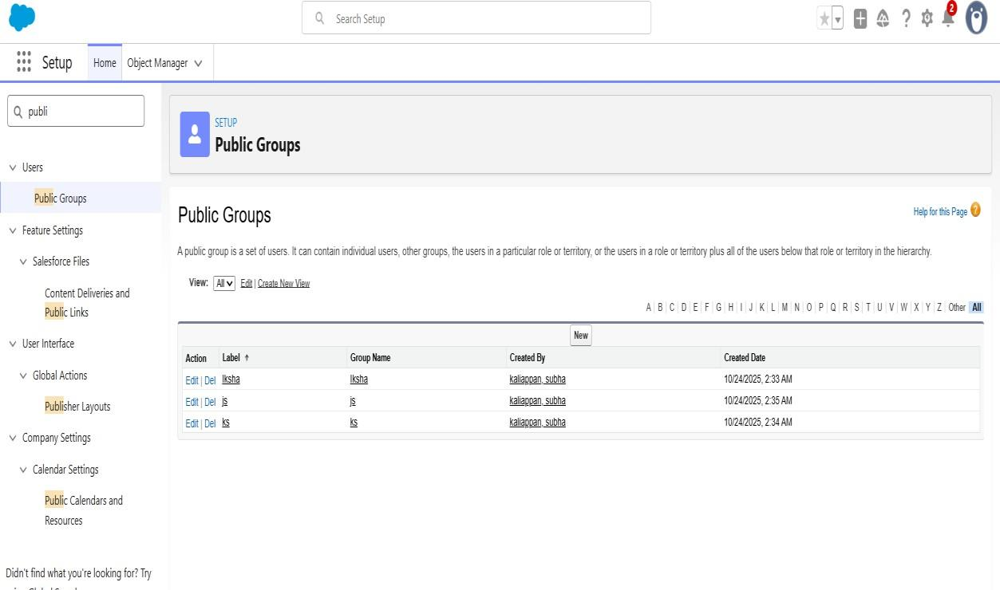 Search Setup
2
Setup
Home
Object Manager
publi
Users
Public Groups
Feature Settings
Salesforce Files
Content Deliveries and
Public Links
User Interface
Global Actions
Publisher Layouts
Company Settings
Calendar Settings
Public Calendars and
Resources
Didn't find what you're looking for? Try
SETUP
Public Groups
Public Groups
Help for this Page ?
A public group is a set of users. It can contain individual users, other groups, the users in a particular role or territory, or the users in a role or territory plus all of the users below that role or territory in the hierarchy.
View: All Edit | Create New View
A | B | C | D | E | F | G | H | I | J | K | L | M | N | O | P | Q | R | S | T | U | V | W | X | Y | Z | Other All
New
Action Label ↑ Group Name Created By Created Date
Edit | Del lksha lksha kaliappan, subha 10/24/2025, 2:33 AM
Edit | Del js js kaliappan, subha 10/24/2025, 2:35 AM
Edit | Del ks ks kaliappan, subha 10/24/2025, 2:34 AM